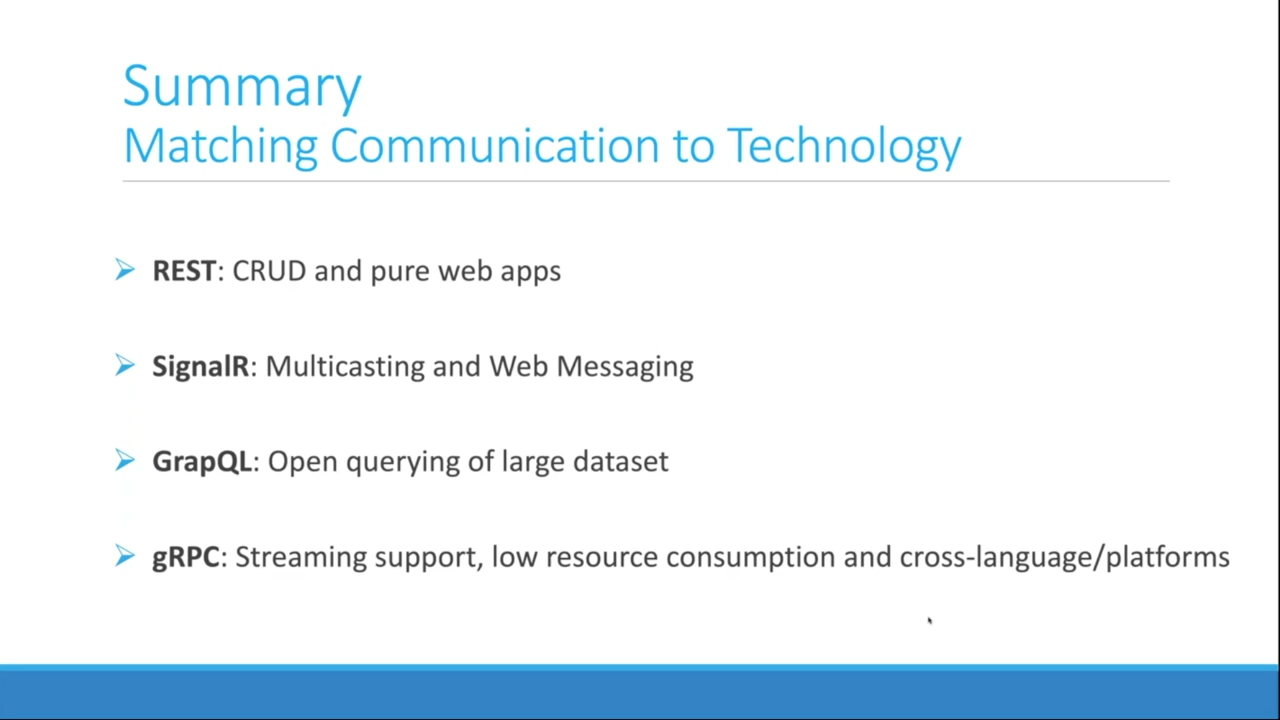 Summary
Matching Communication to Technology
REST: CRUD and pure web apps
SignalR: Multicasting and Web Messaging
GrapQL: Open querying of large dataset
gRPC: Streaming support, low resource consumption and cross-language/platforms